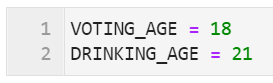 1 VOTING_AGE = 18
2 DRINKING_AGE = 21